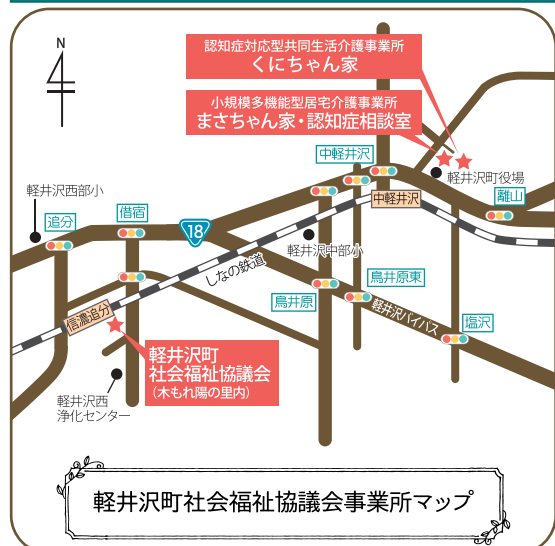 認知症対応型共同生活介護事業所
くにちゃん家
小規模多機能型居宅介護事業所
まさちゃん家・認知症相談室
N
中軽井沢
軽井沢町役場
軽井沢西部小
中軽井沢
離山
追分
借宿
18
軽井沢中部小
しなの鉄道
鳥井原東
鳥井原
軽井沢バイパス
信濃追分
塩沢
軽井沢町
社会福祉協議会
（木もれ陽の里内）
軽井沢西
浄化センター
軽井沢町社会福祉協議会事業所マップ